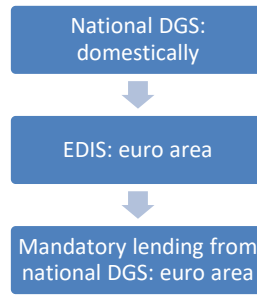 National DGS:
domestically
EDIS: euro area
Mandatory lending from
national DGS: euro area